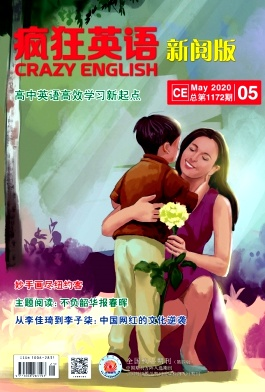 疯狂英语 新阅版
CRAZY ENGLISH
CE May 2020 05
总第1172期
高中英语高效学习新起点
妙手画尽纽约客
主题阅读：不负韶华报春晖
从李佳琦到李子柒：中国网红的文化逆袭